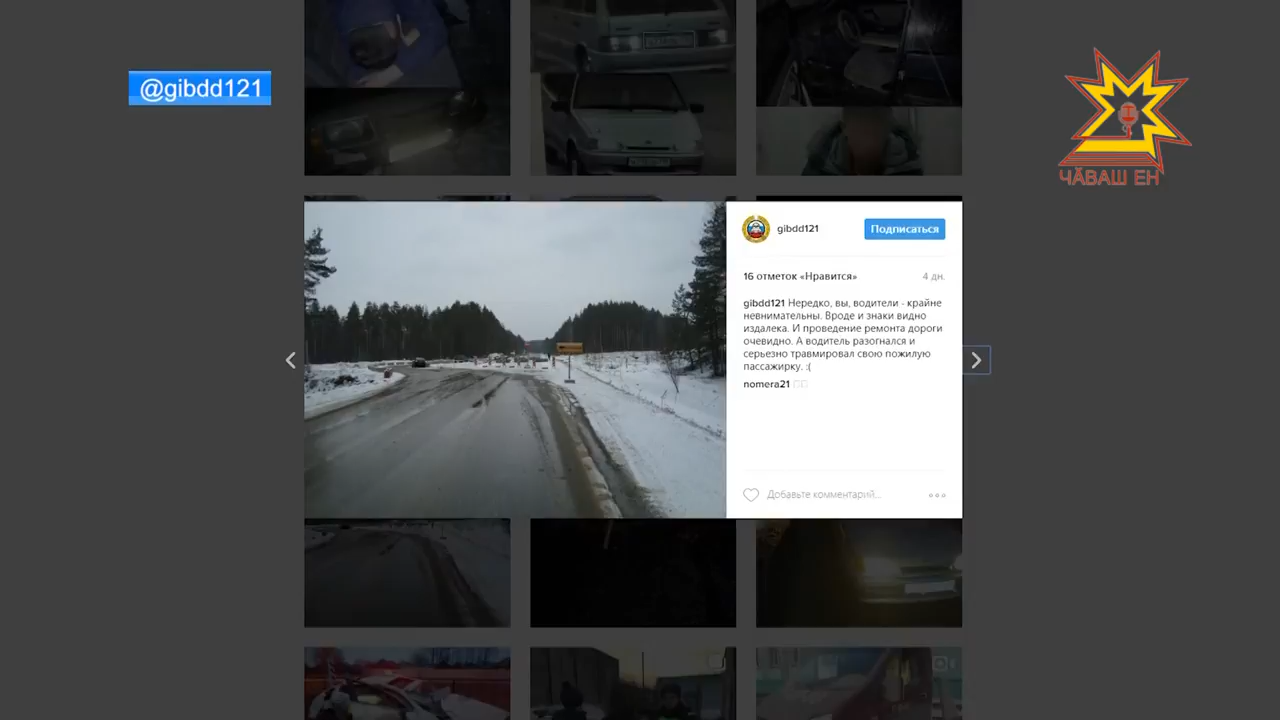 @gibdd121
ЧӐВАШ ЕН
gibdd121
Подписаться
16 отметок «Нравится»
4 дн.
gibdd121 Нередко, вы, водители - крайне
невнимательны. Вроде и знаки видно
издалека. И проведение ремонта дороги
очевидно. А водитель разогнался и
серьезно травмировал свою пожилую
пассажирку. :(
nomera21
Добавьте комментарий...